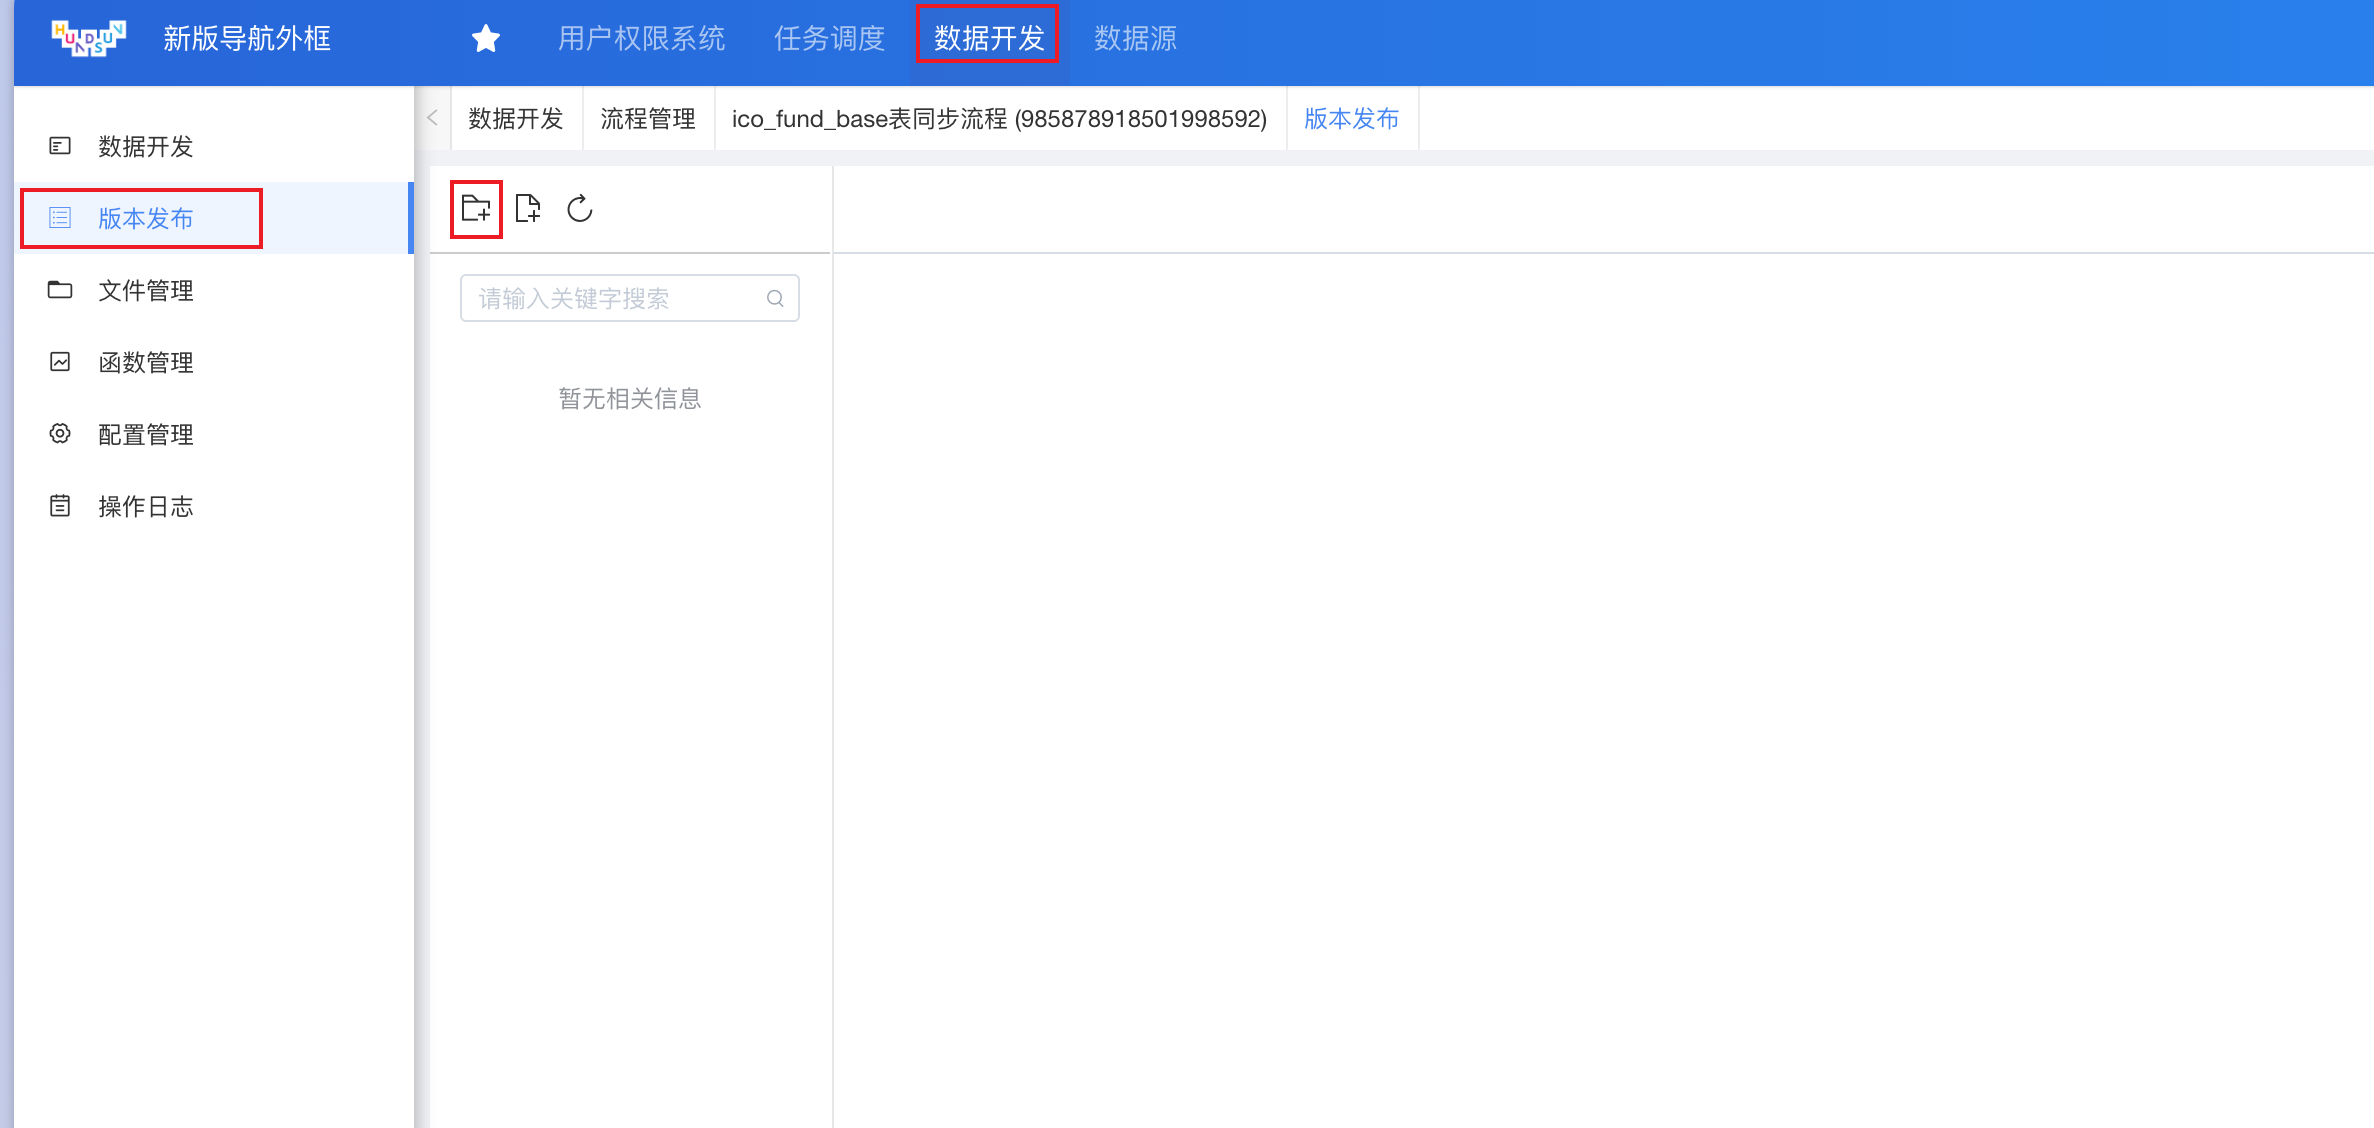 HUNDSUN 新版导航外框 用户权限系统 任务调度 数据开发 数据源
数据开发 流程管理 ico_fund_base表同步流程 (985878918501998592) 版本发布
数据开发
版本发布
文件管理
函数管理
配置管理
操作日志
请输入关键字搜索
暂无相关信息